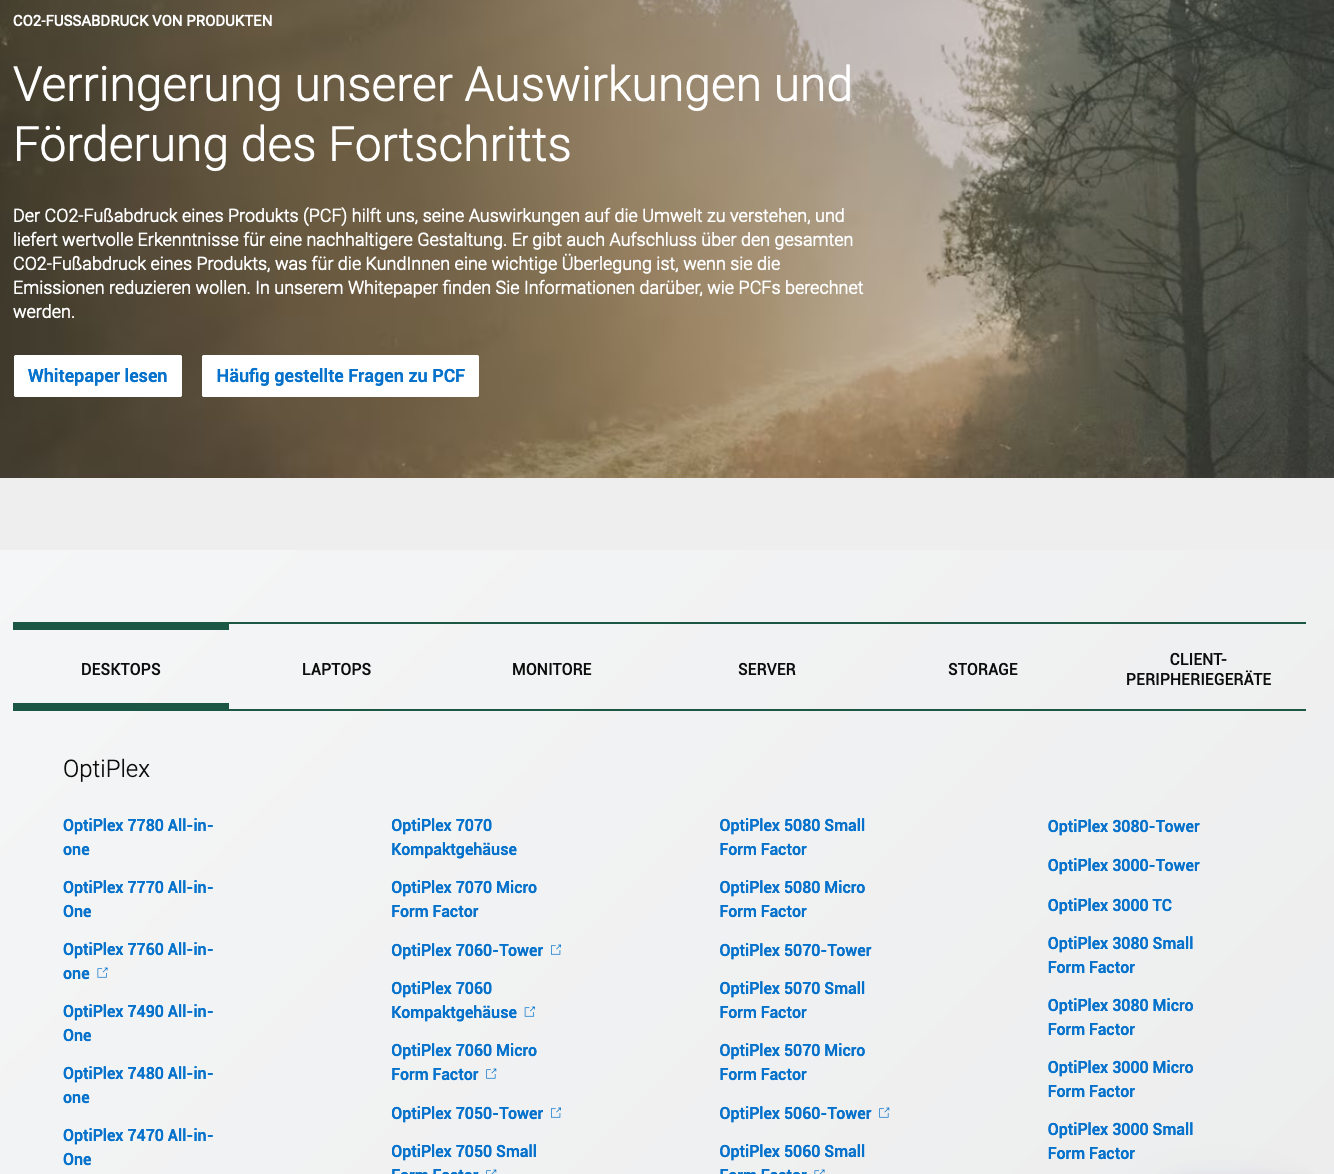 CO2-FUSSABDRUCK VON PRODUKTEN
Verringerung unserer Auswirkungen und
Förderung des Fortschritts
Der CO2-Fußabdruck eines Produkts (PCF) hilft uns, seine Auswirkungen auf die Umwelt zu verstehen, und
liefert wertvolle Erkenntnisse für eine nachhaltigere Gestaltung. Er gibt auch Aufschluss über den gesamten
CO2-Fußabdruck eines Produkts, was für die KundInnen eine wichtige Überlegung ist, wenn sie die
Emissionen reduzieren wollen. In unserem Whitepaper finden Sie Informationen darüber, wie PCFs berechnet
werden.
Whitepaper lesen
Häufig gestellte Fragen zu PCF
DESKTOPS
LAPTOPS
MONITORE
SERVER
STORAGE
CLIENT-
PERIPHERIEGERÄTE
OptiPlex
OptiPlex 7780 All-in-
one
OptiPlex 7770 All-in-
One
OptiPlex 7760 All-in-
one
OptiPlex 7490 All-in-
One
OptiPlex 7480 All-in-
one
OptiPlex 7470 All-in-
One
OptiPlex 7070
Kompaktgehäuse
OptiPlex 7070 Micro
Form Factor
OptiPlex 7060-Tower
OptiPlex 7060
Kompaktgehäuse
OptiPlex 7060 Micro
Form Factor
OptiPlex 7050-Tower
OptiPlex 7050 Small
Form Factor
OptiPlex 5080 Small
Form Factor
OptiPlex 5080 Micro
Form Factor
OptiPlex 5070-Tower
OptiPlex 5070 Small
Form Factor
OptiPlex 5070 Micro
Form Factor
OptiPlex 5060-Tower
OptiPlex 5060 Small
Form Factor
OptiPlex 3080-Tower
OptiPlex 3000-Tower
OptiPlex 3000 TC
OptiPlex 3080 Small
Form Factor
OptiPlex 3080 Micro
Form Factor
OptiPlex 3000 Micro
Form Factor
OptiPlex 3000 Small
Form Factor